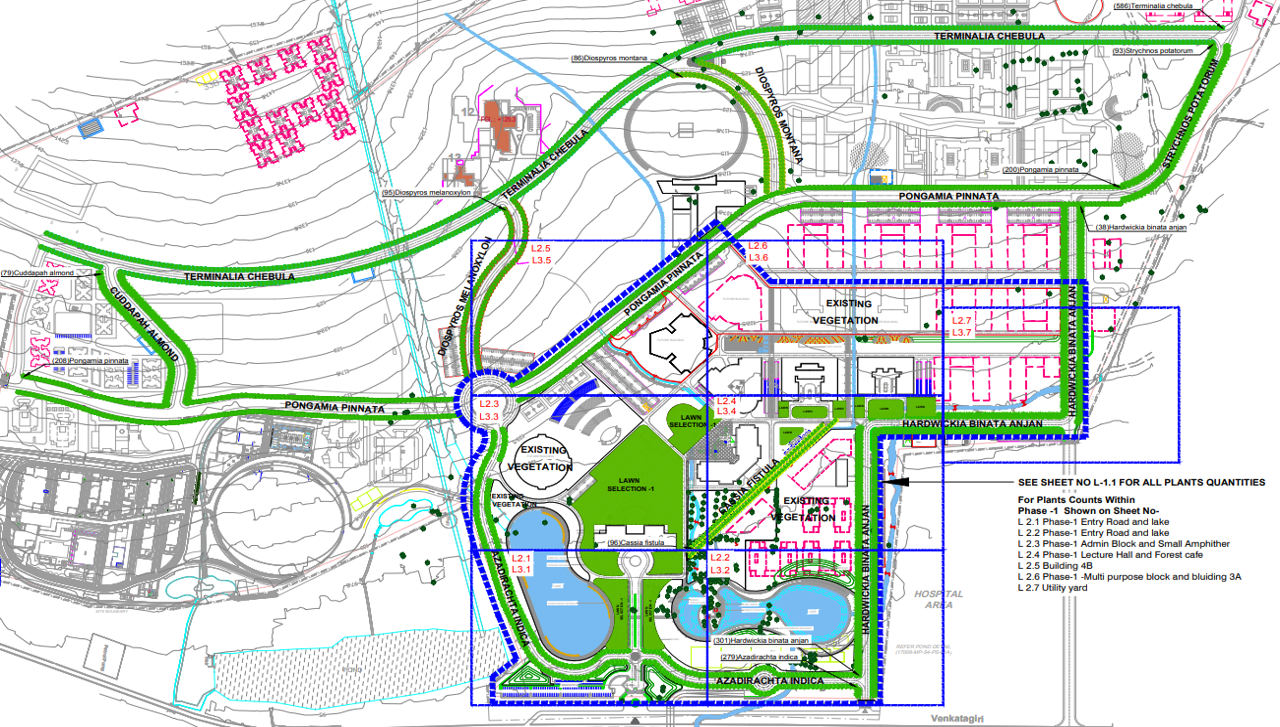 (586)Terminalia chebula
TERMINALIA CHEBULA
(93)Strychnos potatorum
(86)Diospyros montana
DIOSPYROS MONTANA
STRYCHNOS POTATORUM
12.
13
TERMINALIA CHEBULA
(200)Pongamia pinnata
(95)Diospyros melanoxylon
PONGAMIA PINNATA
(38)Hardwickia binata anjan
L2.5
L3.5
L2.6
L3.6
(79)Cuddapah almond
TERMINALIA CHEBULA
DIOSPYROS MELANOXYLON
PONGAMIA PINNATA
CUDDAPAH ALMOND
EXISTING
VEGETATION
L2.7
L3.7
HARDWICKIA BINATA ANJAN
(208)Pongamia pinnata
PONGAMIA PINNATA
L2.3
L3.3
L2.4
L3.4
LAWN
SELECTION -1
HARDWICKIA BINATA ANJAN
EXISTING
VEGETATION
LAWN
SELECTION -1
CASSIA FISTULA
EXISTING
VEGETATION
EXISTING
VEGETATION
SEE SHEET NO L-1.1 FOR ALL PLANTS QUANTITIES
For Plants Counts Within
Phase -1 Shown on Sheet No-
L 2.1 Phase-1 Entry Road and lake
L 2.2 Phase-1 Entry Road and lake
L 2.3 Phase-1 Admin Block and Small Amphither
L 2.4 Phase-1 Lecture Hall and Forest cafe
L 2.5 Building 4B
L 2.6 Phase-1 -Multi purpose block and bluiding 3A
L 2.7 Utility yard
(96)Cassia fistula
L2.1
L3.1
L2.2
L3.2
AZADIRACHTA INDICA
HARDWICKIA BINATA ANJAN
HOSPITAL
AREA
(301)Hardwickia binata anjan
(279)Azadirachta indica
REFER POND DETAIL
POND
AZADIRACHTA INDICA
Venkatagiri